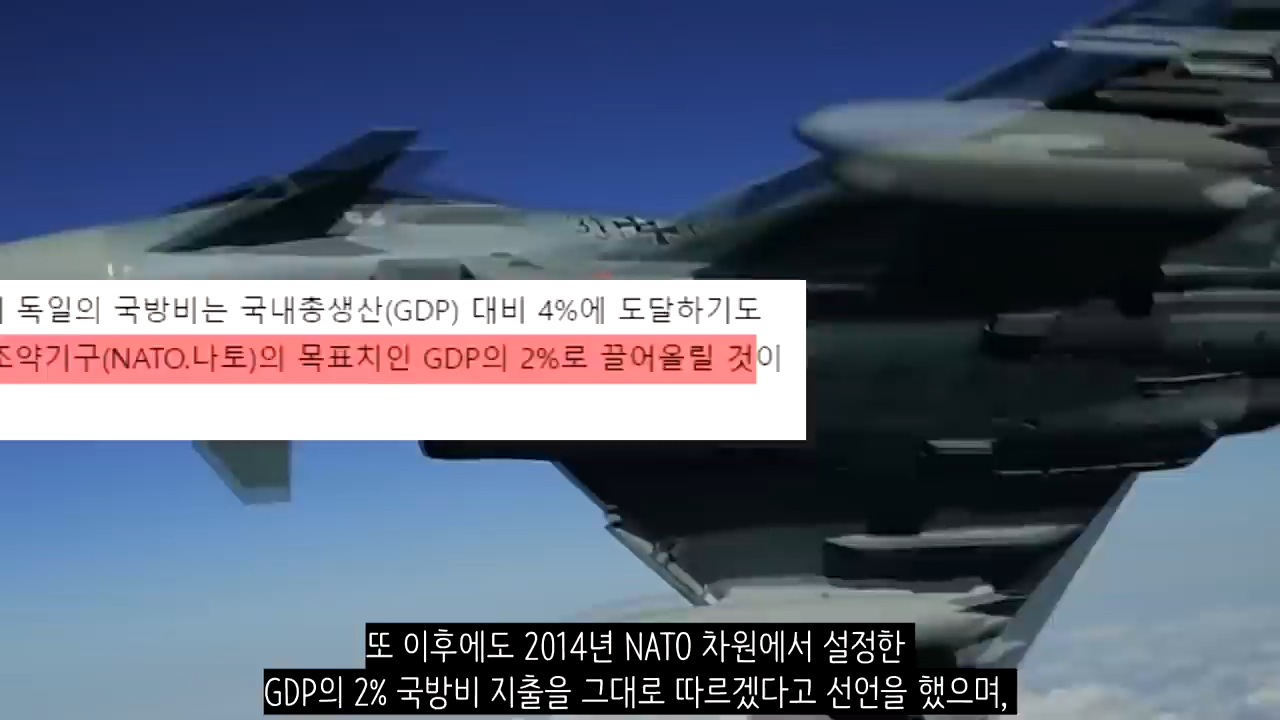 독일의 국방비는 국내총생산(GDP) 대비 4%에 도달하기도
조약기구(NATO.나토)의 목표치인 GDP의 2%로 끌어올릴 것이
또 이후에도 2014년 NATO 차원에서 설정한
GDP의 2% 국방비 지출을 그대로 따르겠다고 선언을 했으며,